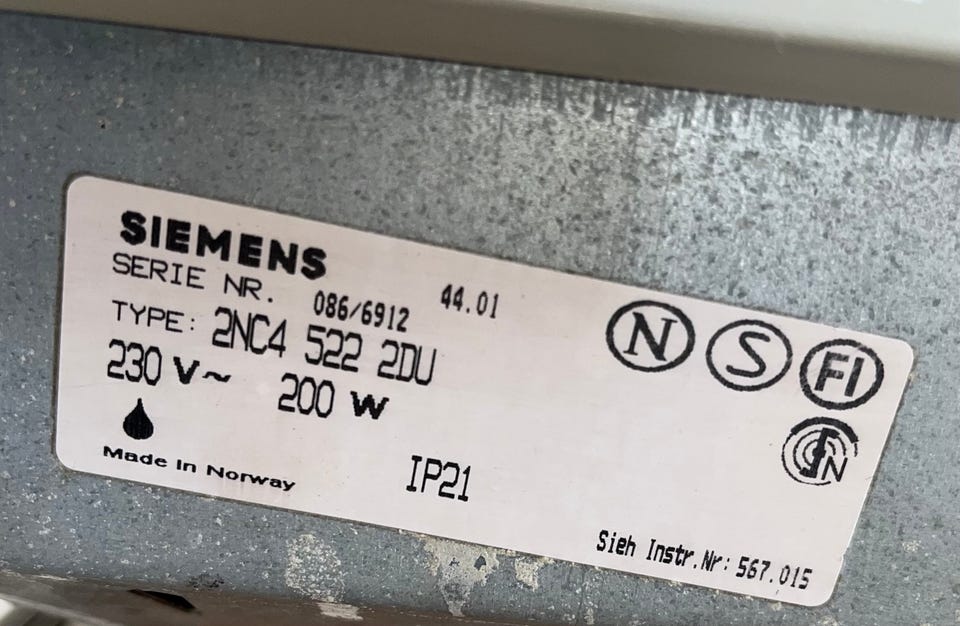 SIEMENS
SERIE NR. 086/6912 44.01
TYPE: 2NC4 522 2DU
230 V~ 200 W
Made in Norway
IP21
N S FI
N
Sieh Instr.Nr: 567.015